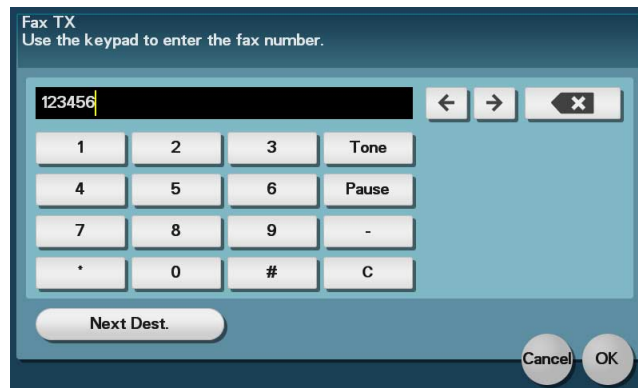 Fax TX
Use the keypad to enter the fax number.
123456
1 2 3 Tone
4 5 6 Pause
7 8 9 -
* 0 # C
Next Dest.
Cancel OK